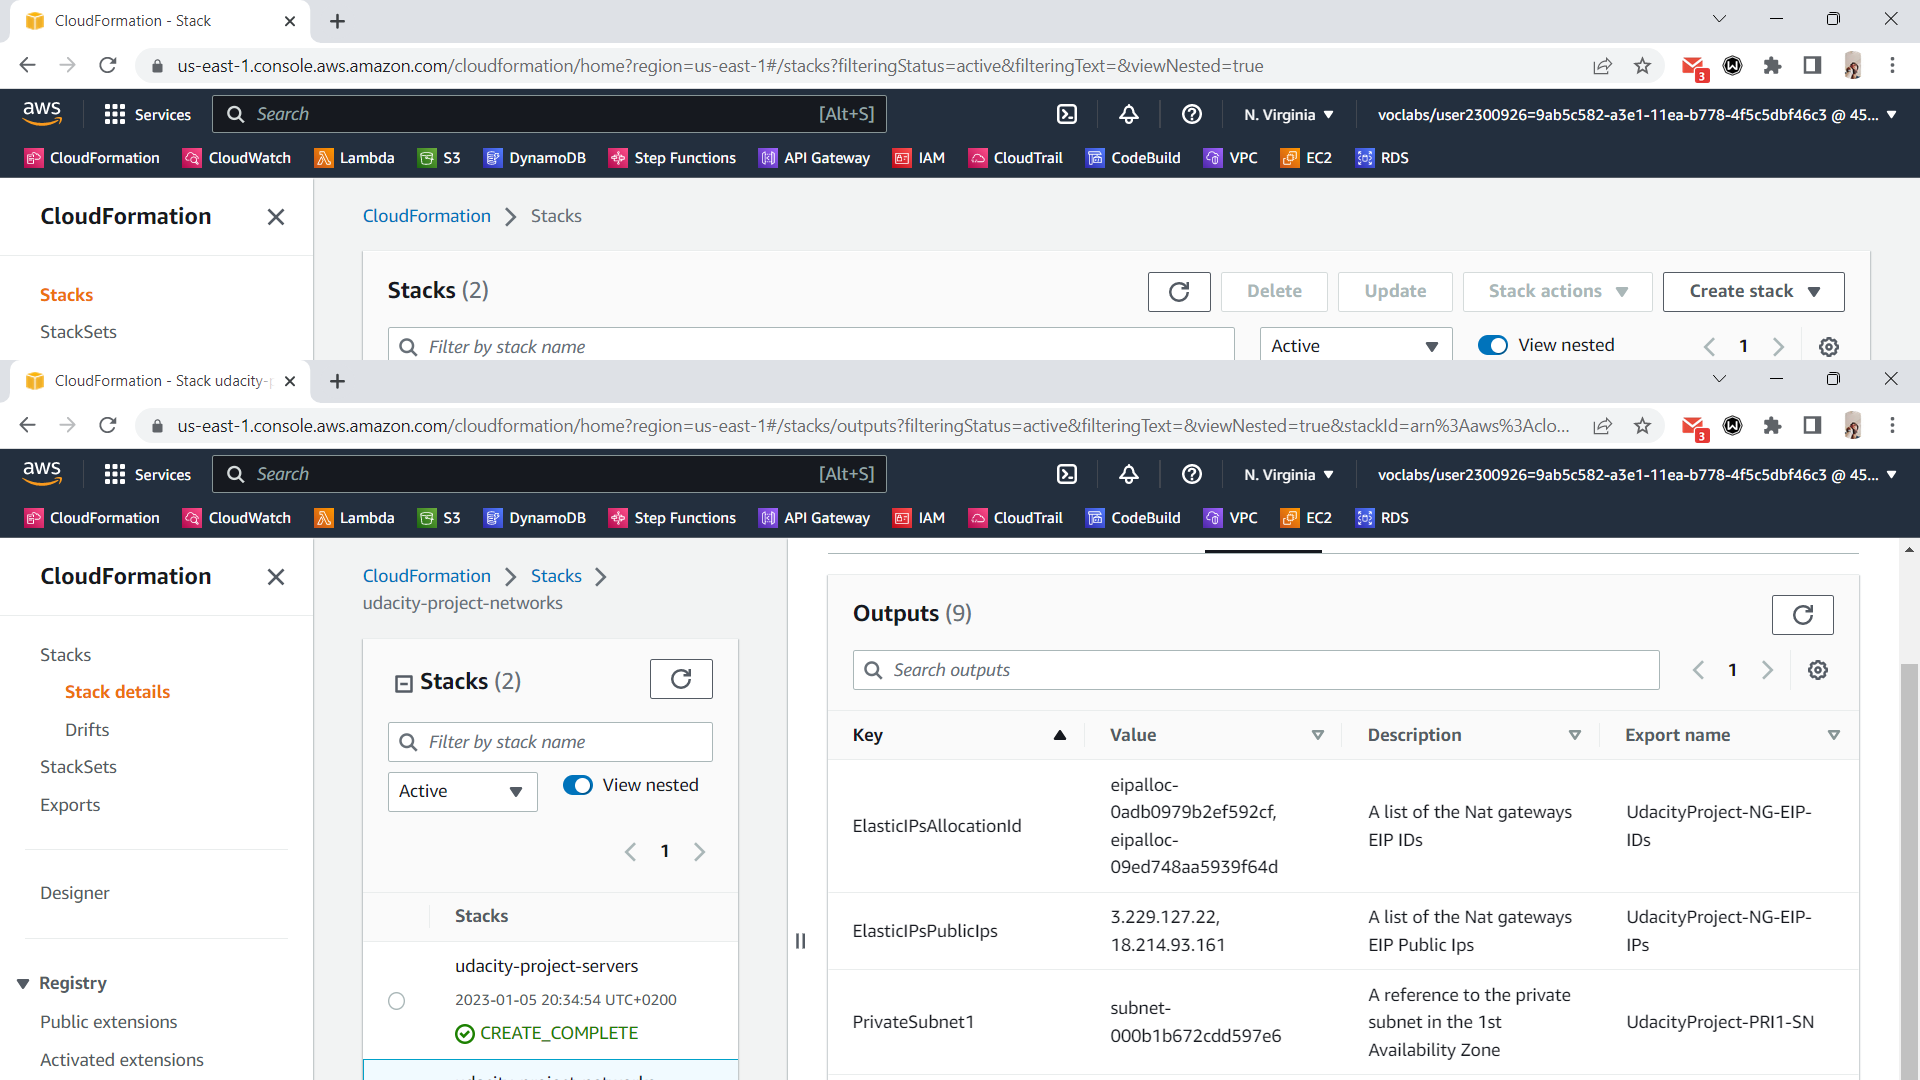 CloudFormation - Stack
us-east-1.console.aws.amazon.com/cloudformation/home?region=us-east-1#/stacks?filteringStatus=active&filteringText=&viewNested=true
3
aws Services Search [Alt+S] N. Virginia voclabs/user2300926=9ab5c582-a3e1-11ea-b778-4f5c5dbf46c3 @ 45...
CloudFormation CloudWatch Lambda S3 DynamoDB Step Functions API Gateway IAM CloudTrail CodeBuild VPC EC2 RDS
CloudFormation
Stacks
StackSets
CloudFormation Stacks
Stacks (2) Delete Update Stack actions Create stack
Filter by stack name Active View nested 1
CloudFormation - Stack udacity-p
us-east-1.console.aws.amazon.com/cloudformation/home?region=us-east-1#/stacks/outputs?filteringStatus=active&filteringText=&viewNested=true&stackId=arn%3Aaws%3Aclo...
3
aws Services Search [Alt+S] N. Virginia voclabs/user2300926=9ab5c582-a3e1-11ea-b778-4f5c5dbf46c3 @ 45...
CloudFormation CloudWatch Lambda S3 DynamoDB Step Functions API Gateway IAM CloudTrail CodeBuild VPC EC2 RDS
CloudFormation
Stacks
Stack details
Drifts
StackSets
Exports
Designer
Registry
Public extensions
Activated extensions
CloudFormation Stacks
udacity-project-networks
Stacks (2)
Filter by stack name
Active View nested
1
Stacks
udacity-project-servers
2023-01-05 20:34:54 UTC+0200
CREATE_COMPLETE
Outputs (9)
Search outputs 1
Key Value Description Export name
ElasticIPsAllocationId
eipalloc-
0adb0979b2ef592cf,
eipalloc-
09ed748aa5939f64d
A list of the Nat gateways
EIP IDs
UdacityProject-NG-EIP-
IDs
ElasticIPsPublicIps
3.229.127.22,
18.214.93.161
A list of the Nat gateways
EIP Public Ips
UdacityProject-NG-EIP-
IPs
PrivateSubnet1
subnet-
000b1b672cdd597e6
A reference to the private
subnet in the 1st
Availability Zone
UdacityProject-PRI1-SN